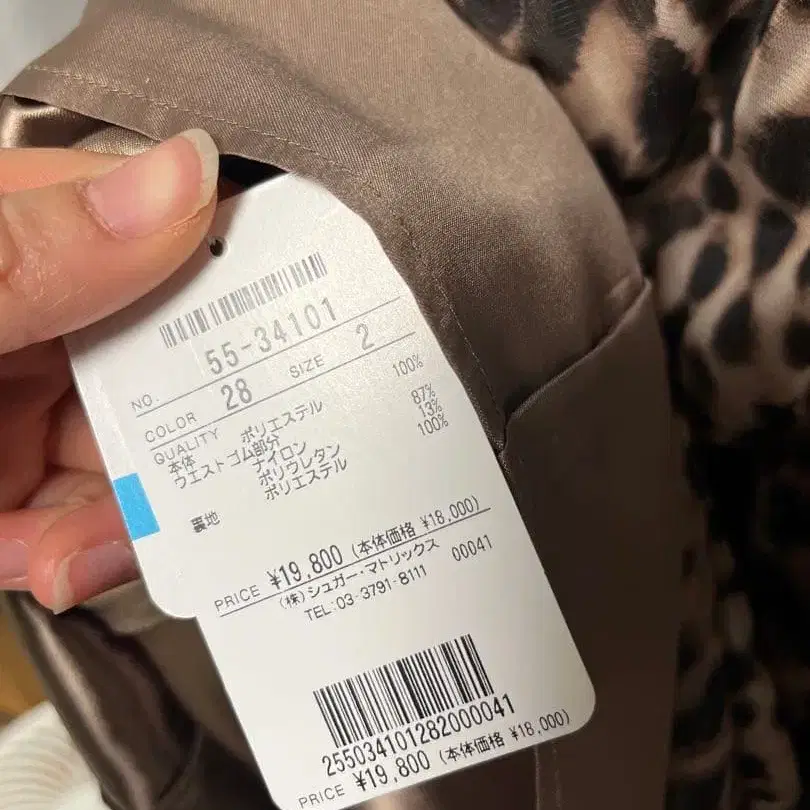 NO. 55-34101
COLOR 28 SIZE 2
QUALITY
本体 ポリエステル 100%
ウエストゴム部分
ナイロン 87%
ポリウレタン 13%
裏地 ポリエステル 100%
PRICE ¥19,800 (本体価格 ¥18,000)
(株)シュガー・マトリックス 00041
TEL:03-3791-8111
255034101282000041
PRICE ¥19,800 (本体価格 ¥18,000)